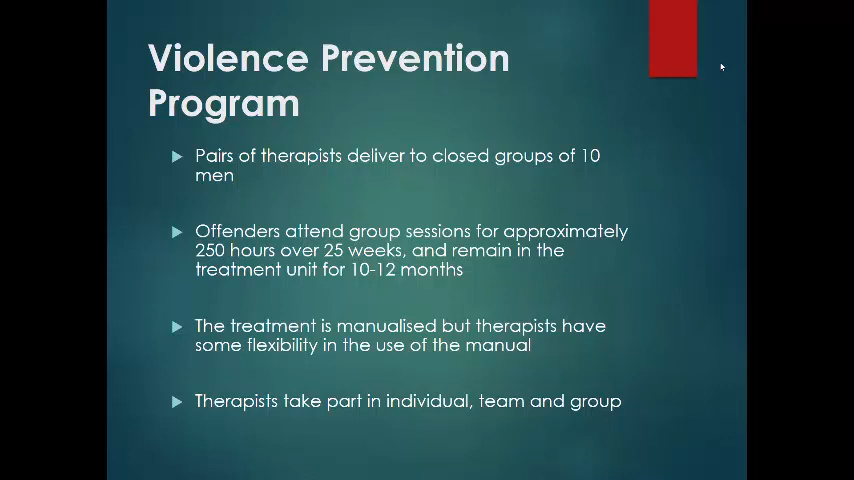 Violence Prevention
Program
Pairs of therapists deliver to closed groups of 10
men
Offenders attend group sessions for approximately
250 hours over 25 weeks, and remain in the
treatment unit for 10-12 months
The treatment is manualised but therapists have
some flexibility in the use of the manual
Therapists take part in individual, team and group